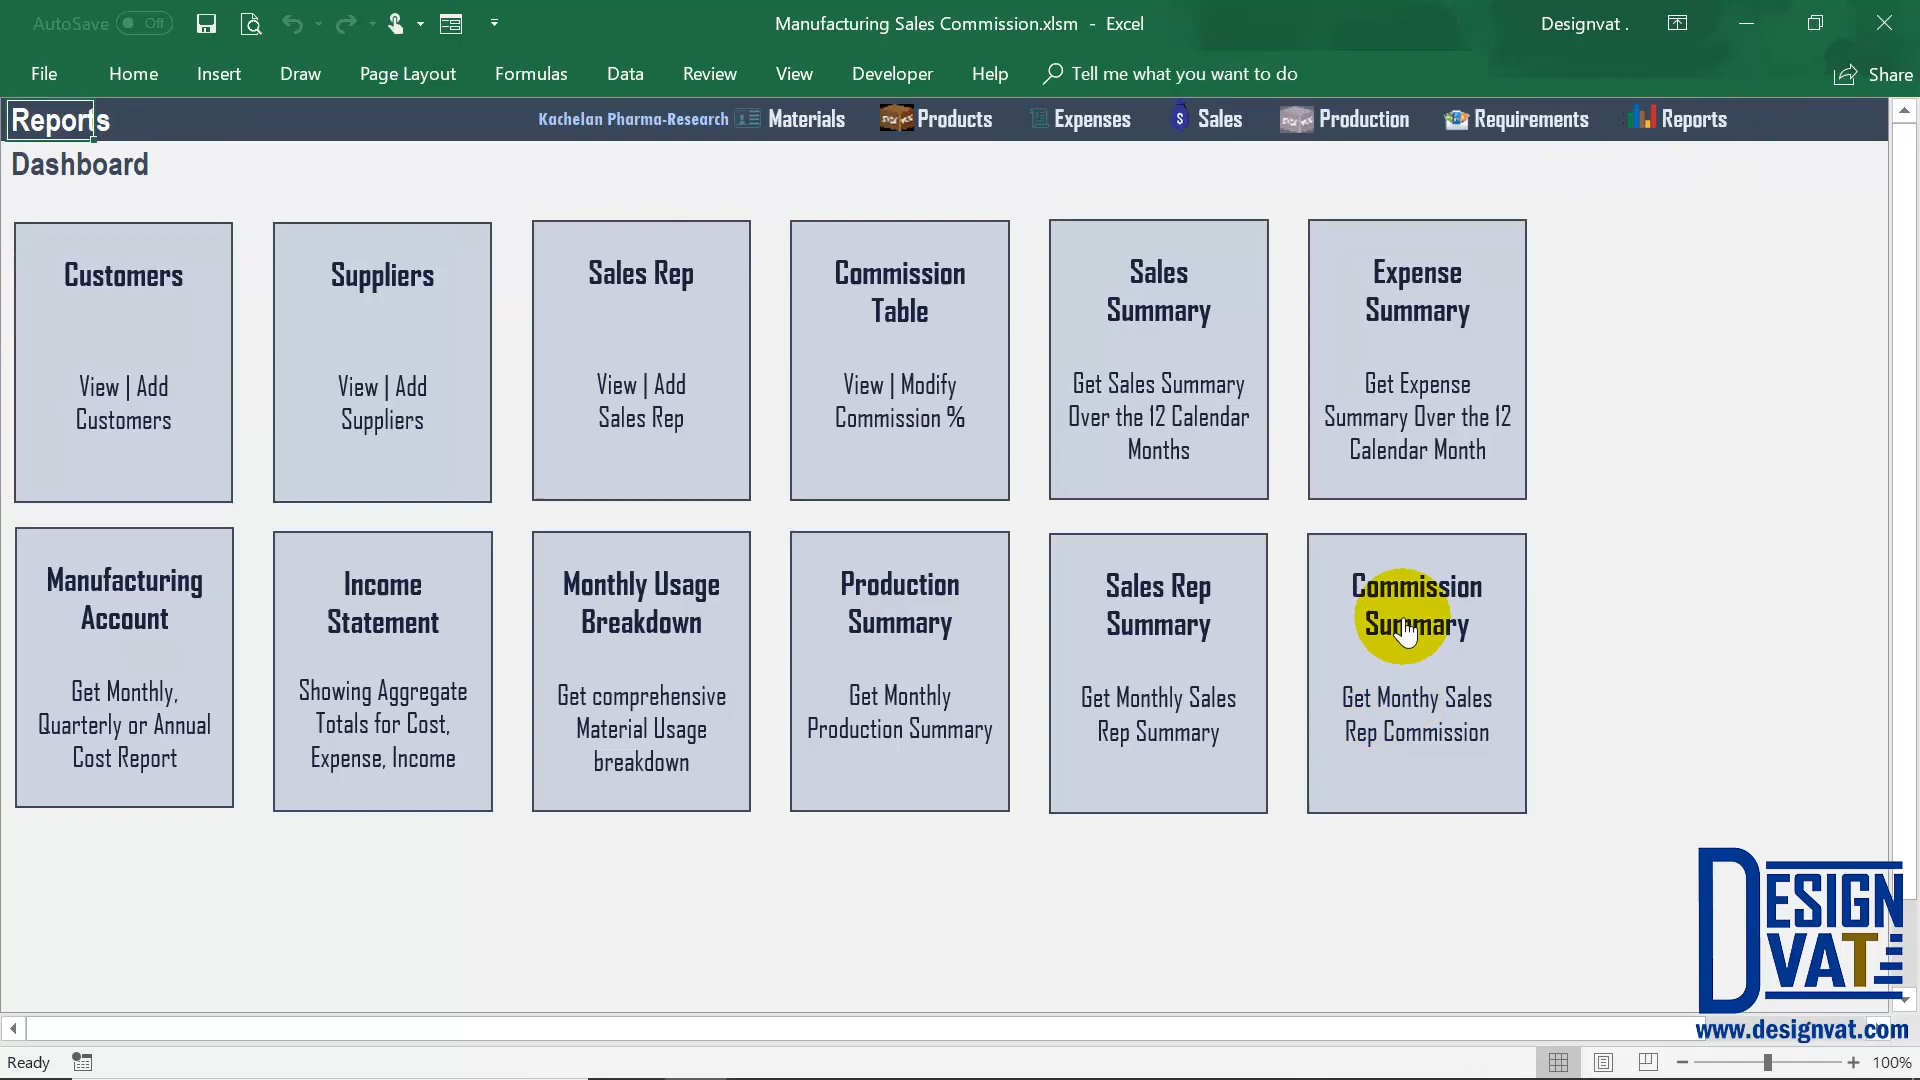 AutoSave Off
Manufacturing Sales Commission.xlsm - Excel
Designvat .
File Home Insert Draw Page Layout Formulas Data Review View Developer Help Tell me what you want to do Share
Reports
Kachelan Pharma-Research Materials Products Expenses $ Sales Production Requirements Reports
Dashboard
Customers
View | Add
Customers
Suppliers
View | Add
Suppliers
Sales Rep
View | Add
Sales Rep
Commission
Table
View | Modify
Commission %
Sales
Summary
Get Sales Summary
Over the 12 Calendar
Months
Expense
Summary
Get Expense
Summary Over the 12
Calendar Month
Manufacturing
Account
Get Monthly,
Quarterly or Annual
Cost Report
Income
Statement
Showing Aggregate
Totals for Cost,
Expense, Income
Monthly Usage
Breakdown
Get comprehensive
Material Usage
breakdown
Production
Summary
Get Monthly
Production Summary
Sales Rep
Summary
Get Monthly Sales
Rep Summary
Commission
Summary
Get Monthy Sales
Rep Commission
DESIGN
VAT
www.designvat.com
Ready
100%